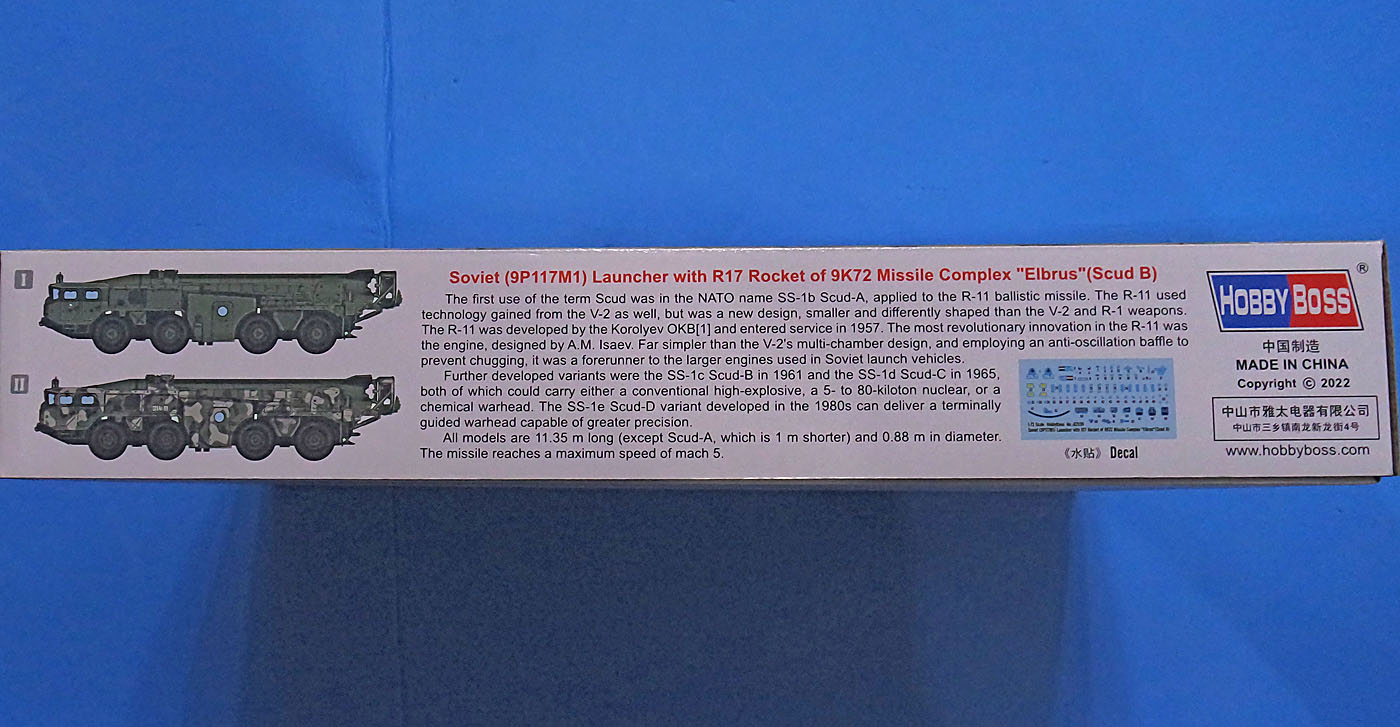 I
II
Soviet (9P117M1) Launcher with R17 Rocket of 9K72 Missile Complex "Elbrus"(Scud B)
The first use of the term Scud was in the NATO name SS-1b Scud-A, applied to the R-11 ballistic missile. The R-11 used
technology gained from the V-2 as well, but was a new design, smaller and differently shaped than the V-2 and R-1 weapons.
The R-11 was developed by the Korolyev OKB[1] and entered service in 1957. The most revolutionary innovation in the R-11 was
the engine, designed by A.M. Isaev. Far simpler than the V-2's multi-chamber design, and employing an anti-oscillation baffle to
prevent chugging, it was a forerunner to the larger engines used in Soviet launch vehicles.
Further developed variants were the SS-1c Scud-B in 1961 and the SS-1d Scud-C in 1965,
both of which could carry either a conventional high-explosive, a 5- to 80-kiloton nuclear, or a
chemical warhead. The SS-1e Scud-D variant developed in the 1980s can deliver a terminally
guided warhead capable of greater precision.
All models are 11.35 m long (except Scud-A, which is 1 m shorter) and 0.88 m in diameter.
The missile reaches a maximum speed of mach 5.
Soviet (9P117M1) Launcher with R17 Rocket of 9K72 Missile Complex "Elbrus"(Scud B)
《水贴》 Decal
HOBBY BOSS ®
中国制造
MADE IN CHINA
Copyright © 2022
中山市雅太电器有限公司
中山市三乡镇南龙新龙街4号
www.hobbyboss.com